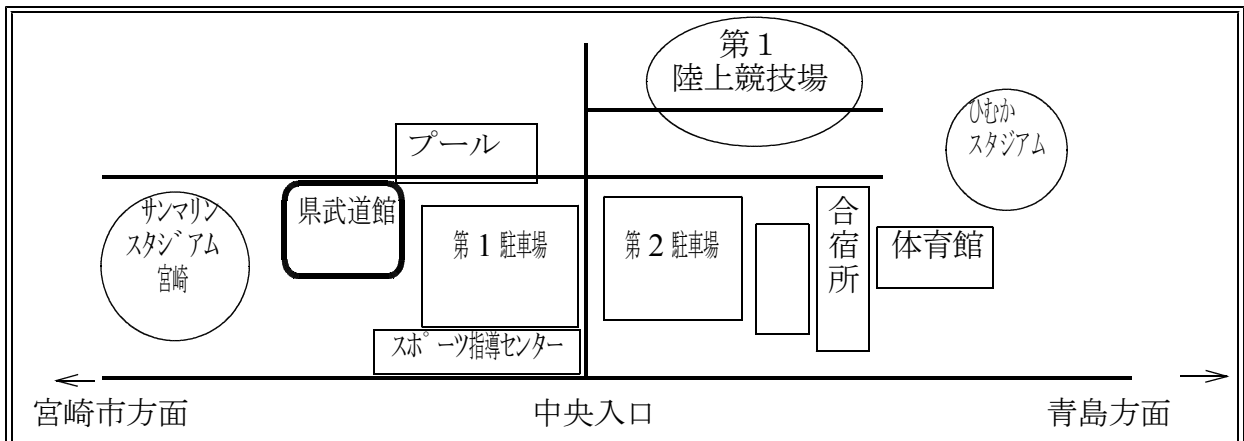 第１
陸上競技場
ひむか
スタジアム
プール
サンマリン
スタジアム
宮崎
県武道館
第１駐車場
第２駐車場
合宿所
体育館
スポーツ指導センター
宮崎市方面
中央入口
青島方面